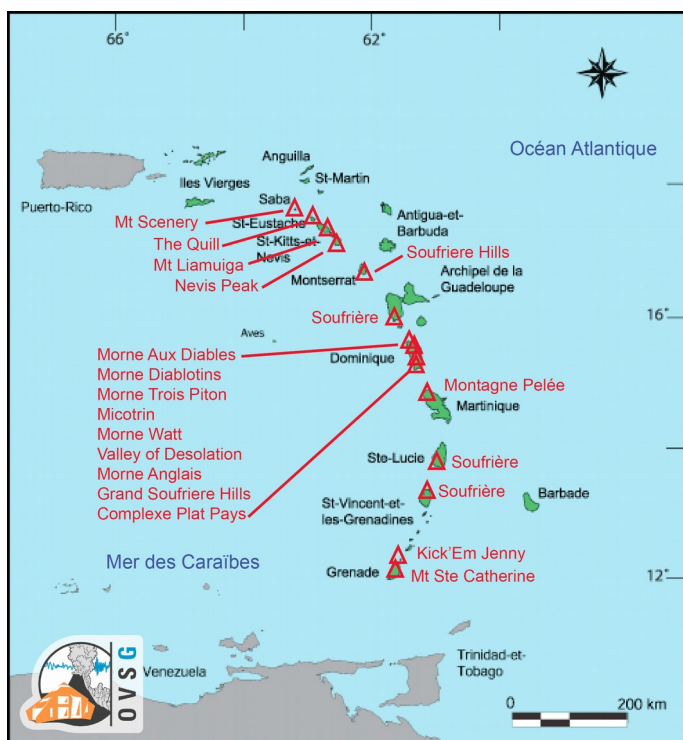 66
62
Océan Atlantique
Anguilla
St-Martin
Iles Vierges
Puerto-Rico
Saba
Mt Scenery
St-Eustache
Antigua-et-
Barbuda
The Quill
St-Kitts-et-
Nevis
Mt Liamuiga
Soufriere Hills
Nevis Peak
Montserrat
Archipel de la
Guadeloupe
Soufrière
16°
Aves
Morne Aux Diables
Dominique
Morne Diablotins
Morne Trois Piton
Montagne Pelée
Micotrin
Martinique
Morne Watt
Valley of Desolation
Ste-Lucie
Soufrière
Morne Anglais
Grand Soufriere Hills
Soufrière
Barbade
St-Vincent-et-
les-Grenadines
Complexe Plat Pays
Kick'Em Jenny
Mer des Caraïbes
Grenade
Mt Ste Catherine
12°
Trinidad-et-
Tobago
Venezuela
OVSG
0
200 km